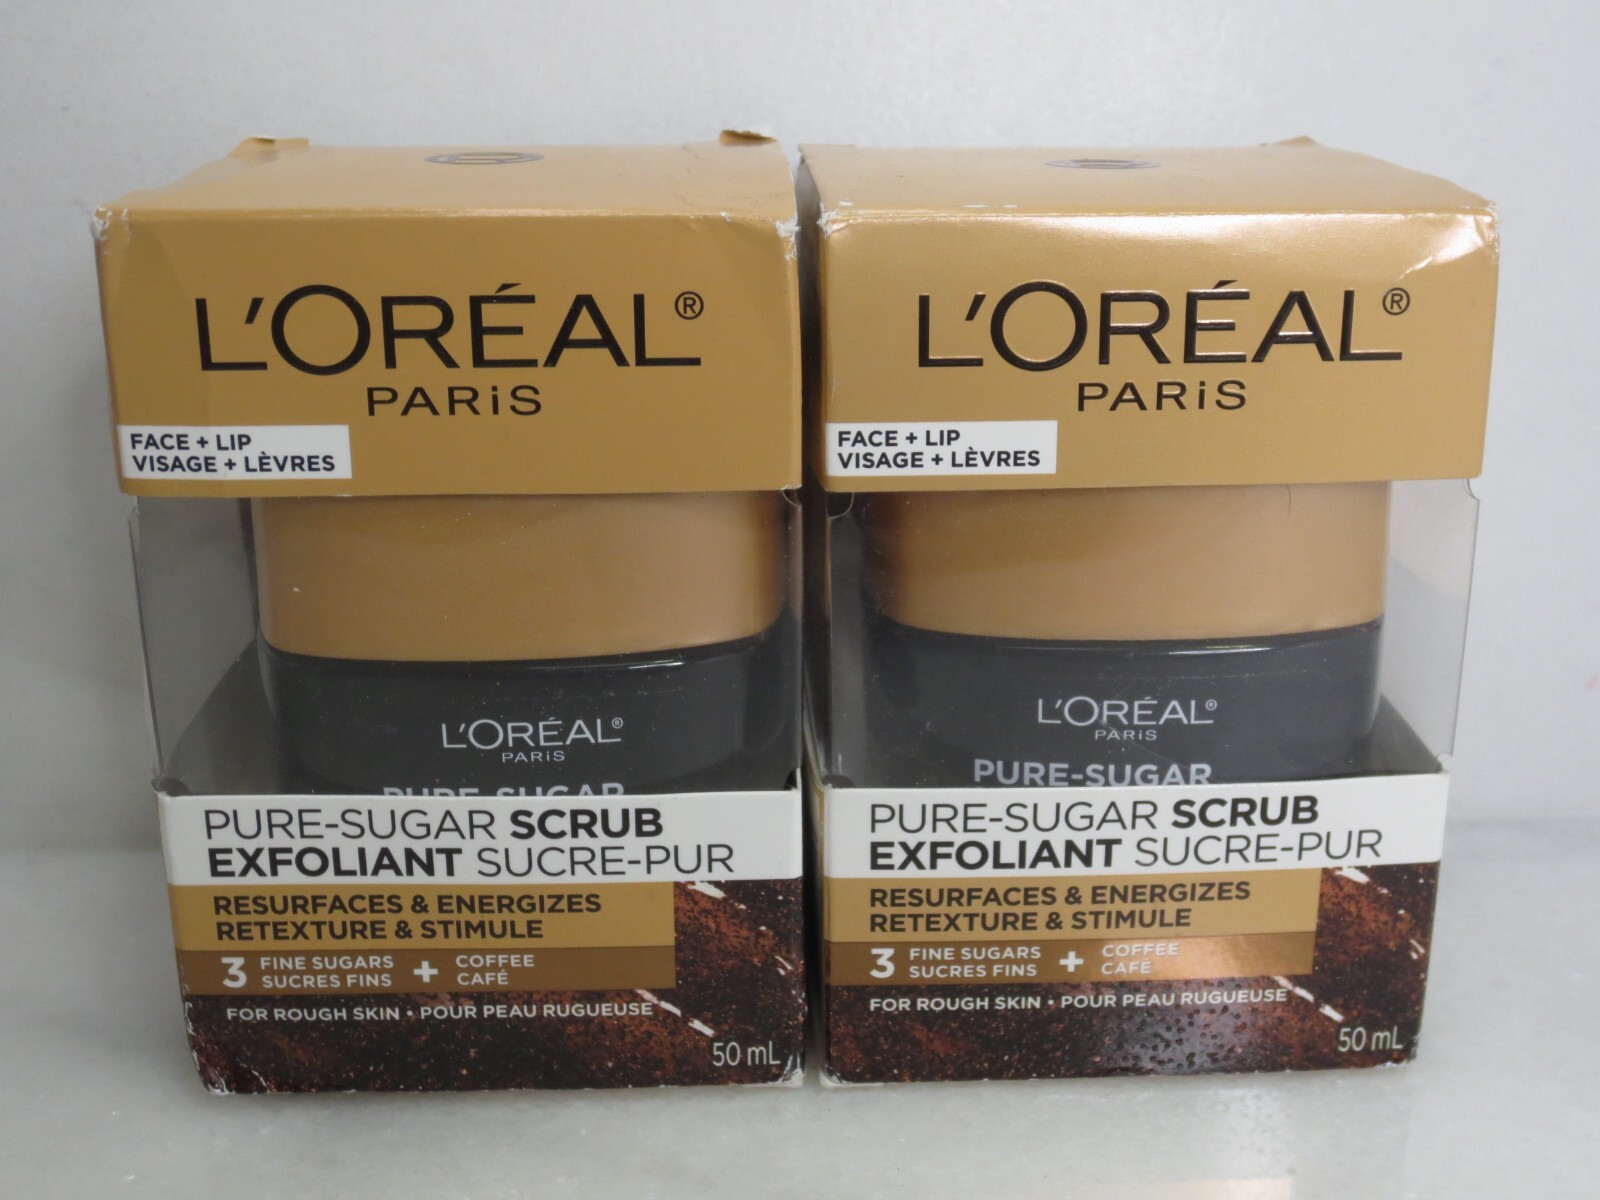 L'ORÉAL®
PARiS
FACE + LIP
VISAGE + LÈVRES
L'ORÉAL®
PARiS
PURE-SUGAR
PURE-SUGAR SCRUB
EXFOLIANT SUCRE-PUR
RESURFACES & ENERGIZES
RETEXTURE & STIMULE
3 FINE SUGARS + COFFEE
SUCRES FINS CAFÉ
FOR ROUGH SKIN • POUR PEAU RUGUEUSE
50 mL
L'ORÉAL®
PARiS
FACE + LIP
VISAGE + LÈVRES
L'ORÉAL®
PARiS
PURE-SUGAR
PURE-SUGAR SCRUB
EXFOLIANT SUCRE-PUR
RESURFACES & ENERGIZES
RETEXTURE & STIMULE
3 FINE SUGARS + COFFEE
SUCRES FINS CAFÉ
FOR ROUGH SKIN • POUR PEAU RUGUEUSE
50 mL